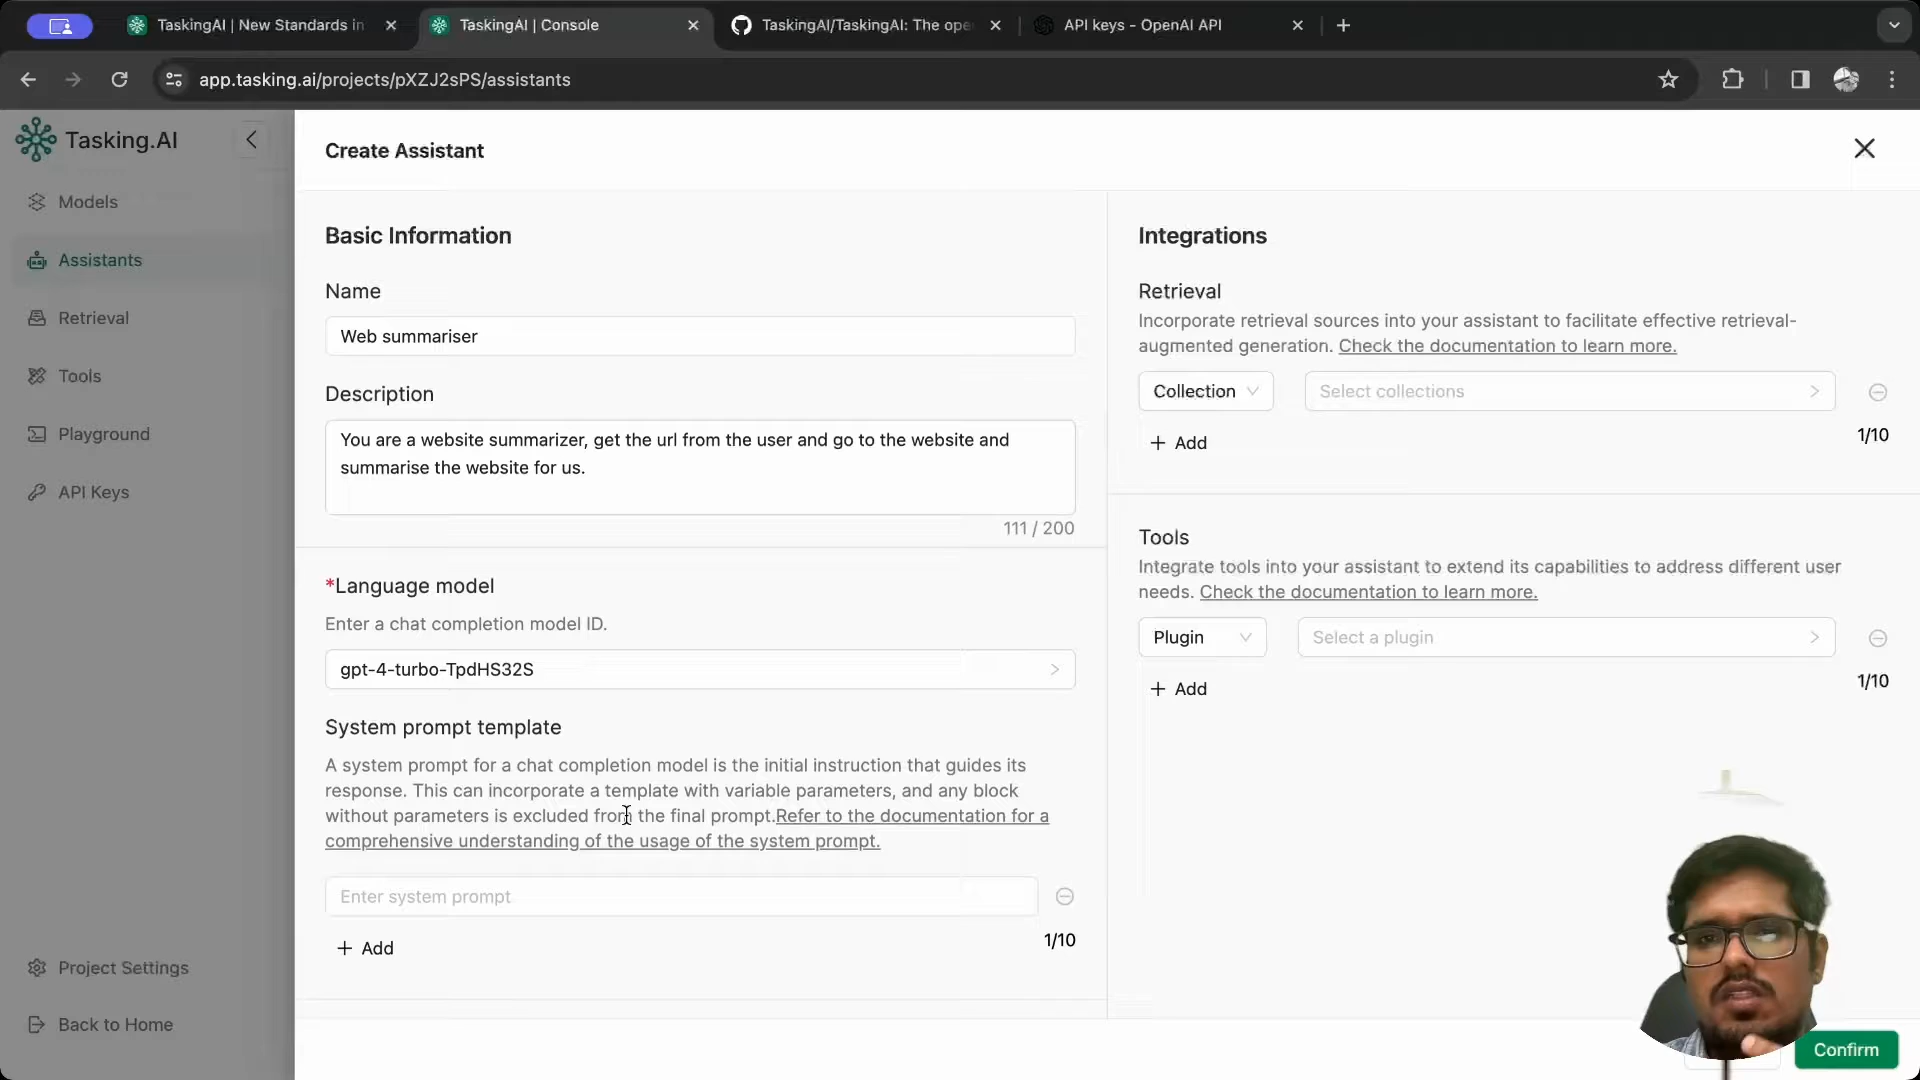 TaskingAI | New Standards in
TaskingAI | Console
TaskingAI/TaskingAI: The ope
API keys - OpenAI API
app.tasking.ai/projects/pXZJ2sPS/assistants
Tasking.AI
Models
Assistants
Retrieval
Tools
Playground
API Keys
Project Settings
Back to Home
Create Assistant
Basic Information
Name
Web summariser
Description
You are a website summarizer, get the url from the user and go to the website and
summarise the website for us.
111 / 200
*Language model
Enter a chat completion model ID.
gpt-4-turbo-TpdHS32S
System prompt template
A system prompt for a chat completion model is the initial instruction that guides its
response. This can incorporate a template with variable parameters, and any block
without parameters is excluded from the final prompt.Refer to the documentation for a
comprehensive understanding of the usage of the system prompt.
Enter system prompt
+ Add
1/10
Integrations
Retrieval
Incorporate retrieval sources into your assistant to facilitate effective retrieval-
augmented generation. Check the documentation to learn more.
Collection
Select collections
+ Add
1/10
Tools
Integrate tools into your assistant to extend its capabilities to address different user
needs. Check the documentation to learn more.
Plugin
Select a plugin
+ Add
1/10
Confirm